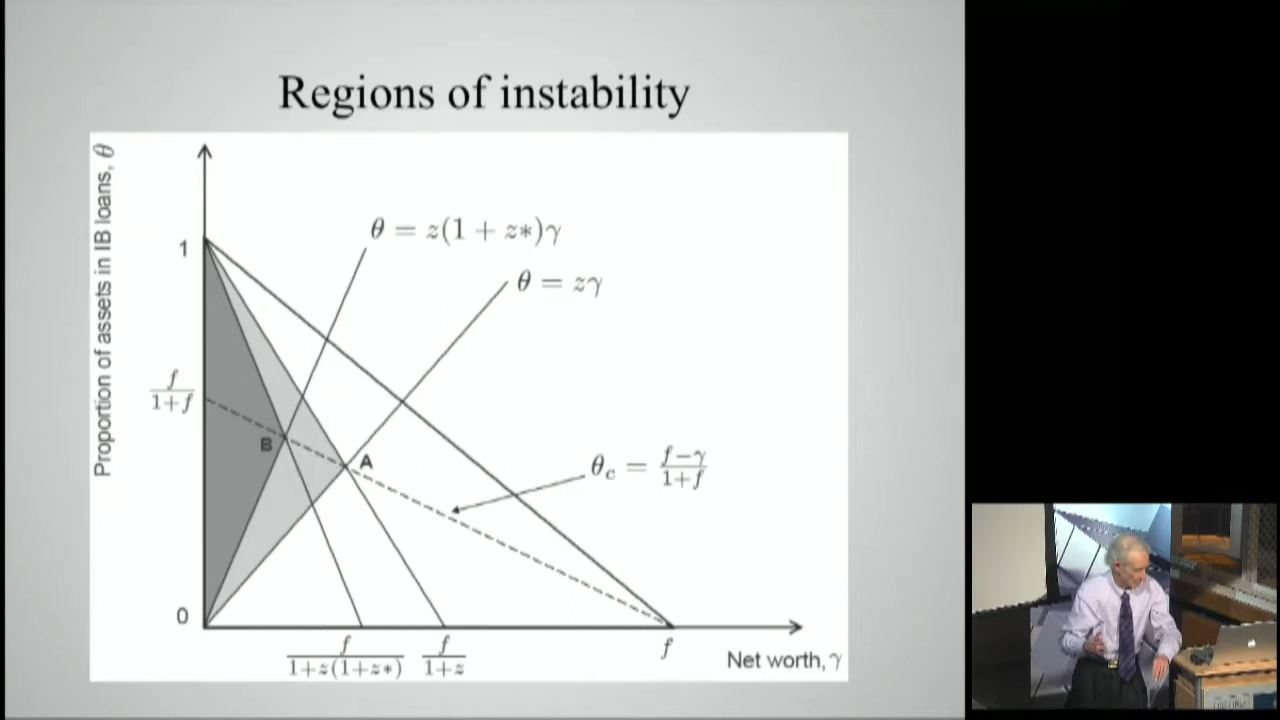 Regions of instability
Proportion of assets in IB loans, θ
1
θ = z(1 + z*)γ
θ = zγ
f/1+f
B
A
θc = f−γ/1+f
0
f/1+z(1+z*)
f/1+z
f
Net worth, γ